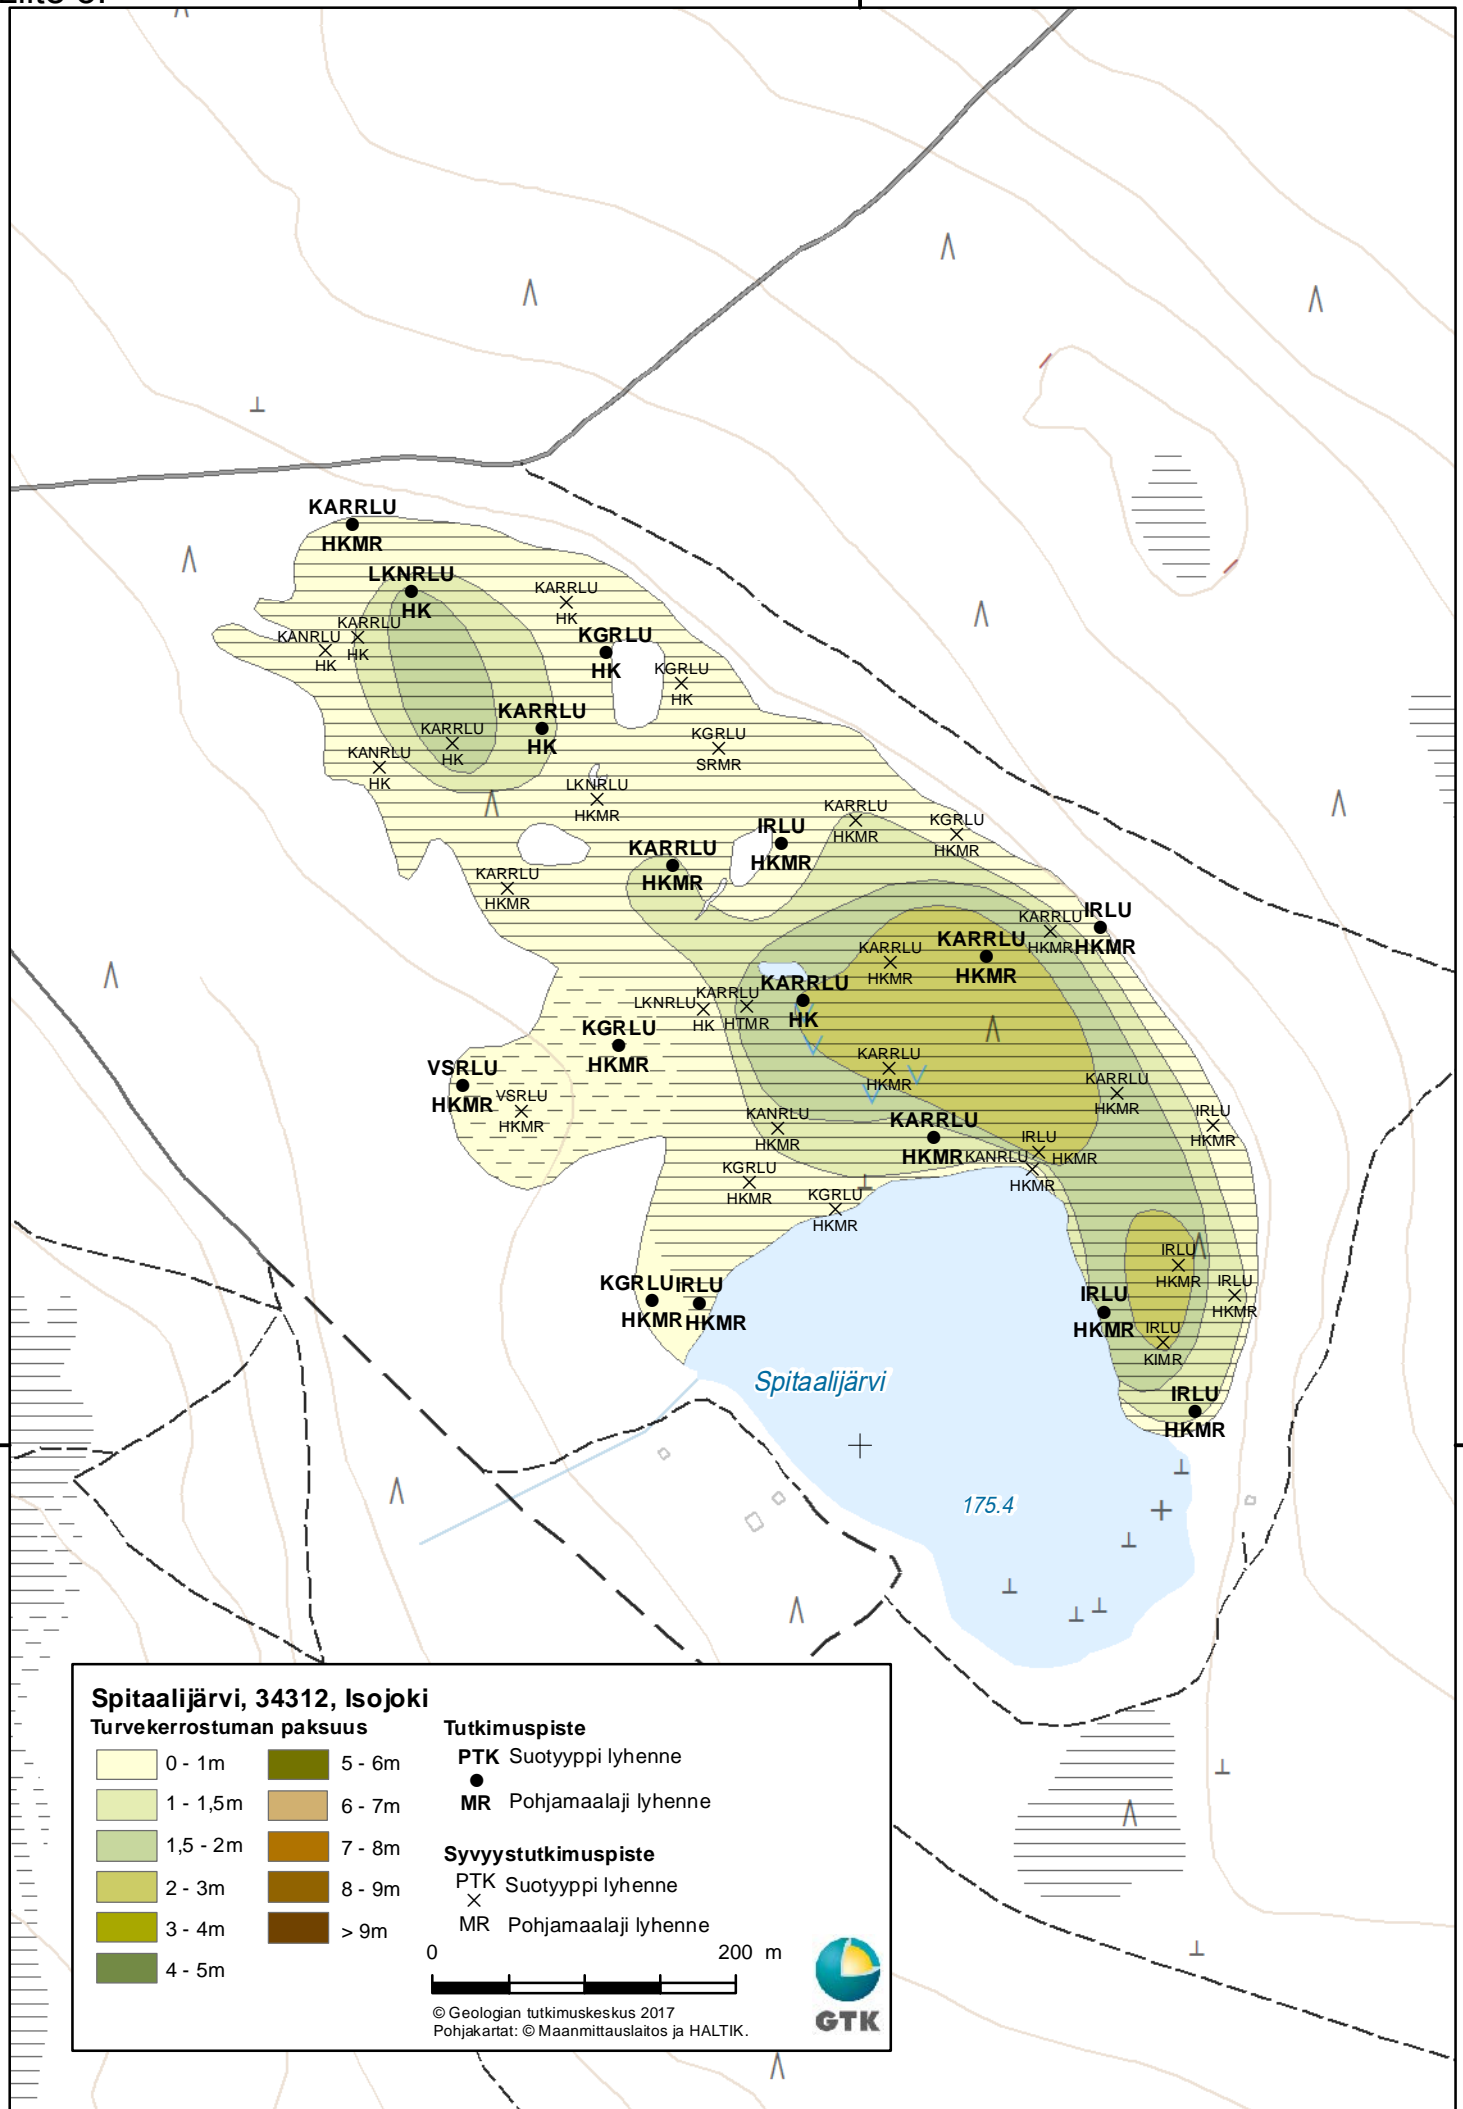 KARRLU
HKMR
LKNRLU
HK
KARRLU
HK
KARRLU
HK
KANRLU
HK
KGRLU
HK
KGRLU
HK
KARRLU
HK
KARRLU
HK
KGRLU
SRMR
KANRLU
HK
LKNRLU
HKMR
KARRLU
HKMR
IRLU
HKMR
KGRLU
HKMR
KARRLU
HKMR
KARRLU
HKMR
IRLU
HKMR
KARRLU
HKMR
KARRLU
HKMR
KARRLU
HKMR
KARRLU
HK
LKNRLU
HK
KARRLU
HTMR
KGRLU
HKMR
VSRLU
HKMR
VSRLU
HKMR
KARRLU
HKMR
KARRLU
HKMR
IRLU
HKMR
KANRLU
HKMR
KARRLU
HKMR
IRLU
HKMR
KANRLU
HKMR
KGRLU
HKMR
KGRLU
HKMR
IRLU
HKMR
IRLU
HKMR
KGRLU
HKMR
IRLU
HKMR
IRLU
HKMR
IRLU
KIMR
IRLU
HKMR
Spitaalijärvi
175.4
Spitaalijärvi, 34312, Isojoki
Turvekerrostuman paksuus
0 - 1m
1 - 1,5m
1,5 - 2m
2 - 3m
3 - 4m
4 - 5m
5 - 6m
6 - 7m
7 - 8m
8 - 9m
> 9m
Tutkimuspiste
PTK Suotyyppi lyhenne
MR Pohjamaalaji lyhenne
Syvyystutkimuspiste
PTK Suotyyppi lyhenne
MR Pohjamaalaji lyhenne
0 200 m
© Geologian tutkimuskeskus 2017
Pohjakartat: © Maanmittauslaitos ja HALTIK.
GTK